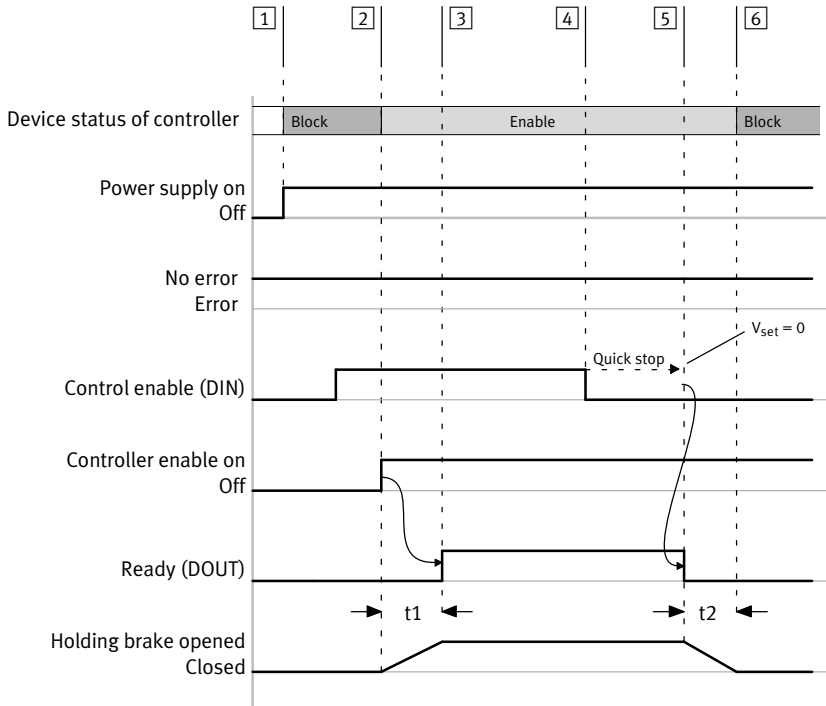 1 2 3 4 5 6
Device status of controller
Block Enable Block
Power supply on
Off
No error
Error
Vset = 0
Quick stop
Control enable (DIN)
Controller enable on
Off
Ready (DOUT)
t1 t2
Holding brake opened
Closed